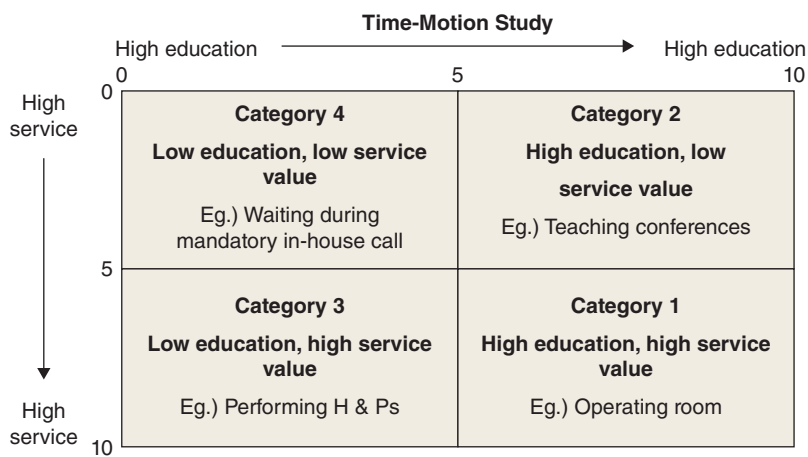 Time-Motion Study
High education
High education
0
5
10
High
service
0
Category 4
Low education, low service
value
Eg.) Waiting during
mandatory in-house call
Category 2
High education, low
service value
Eg.) Teaching conferences
5
Category 3
Low education, high service
value
Eg.) Performing H & Ps
Category 1
High education, high service
value
Eg.) Operating room
High
service
10